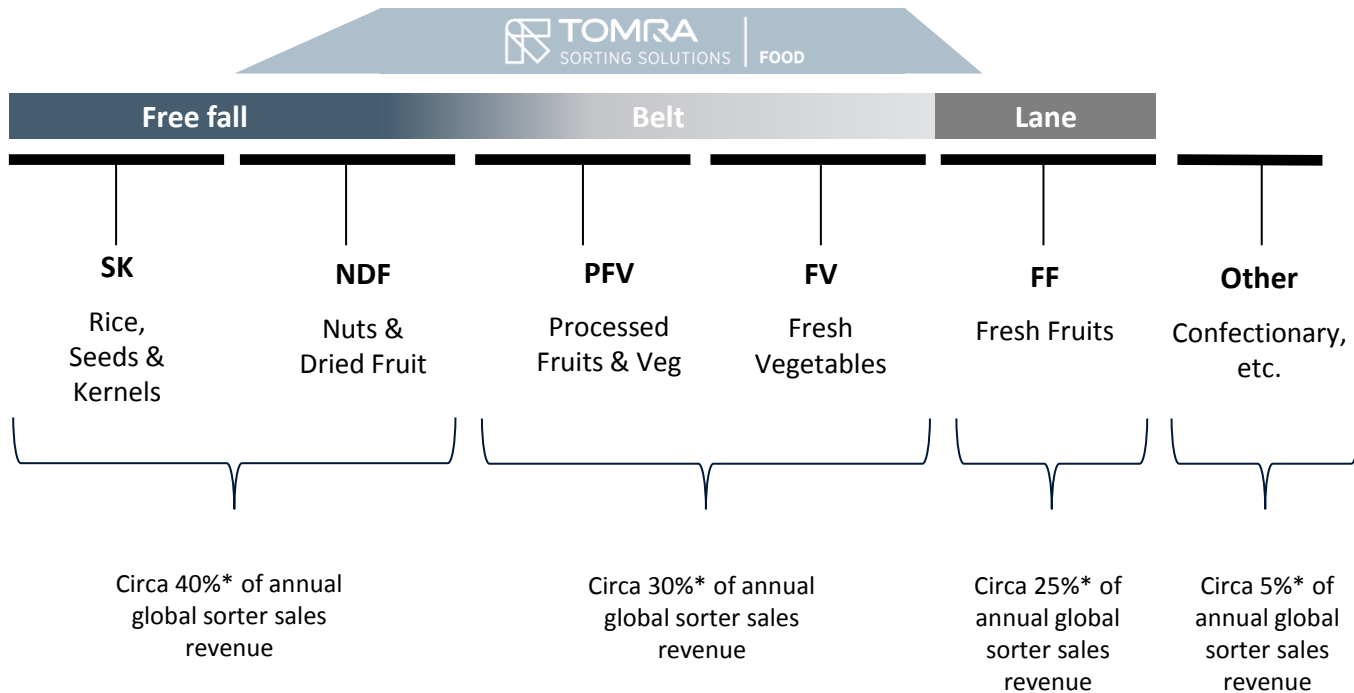 TOMRA
SORTING SOLUTIONS | FOOD
Free fall
Belt
Lane
SK
Rice,
Seeds &
Kernels
NDF
Nuts &
Dried Fruit
PFV
Processed
Fruits & Veg
FV
Fresh
Vegetables
FF
Fresh Fruits
Other
Confectionary,
etc.
Circa 40%* of annual
global sorter sales
revenue
Circa 30%* of annual
global sorter sales
revenue
Circa 25%* of
annual global
sorter sales
revenue
Circa 5%* of
annual global
sorter sales
revenue